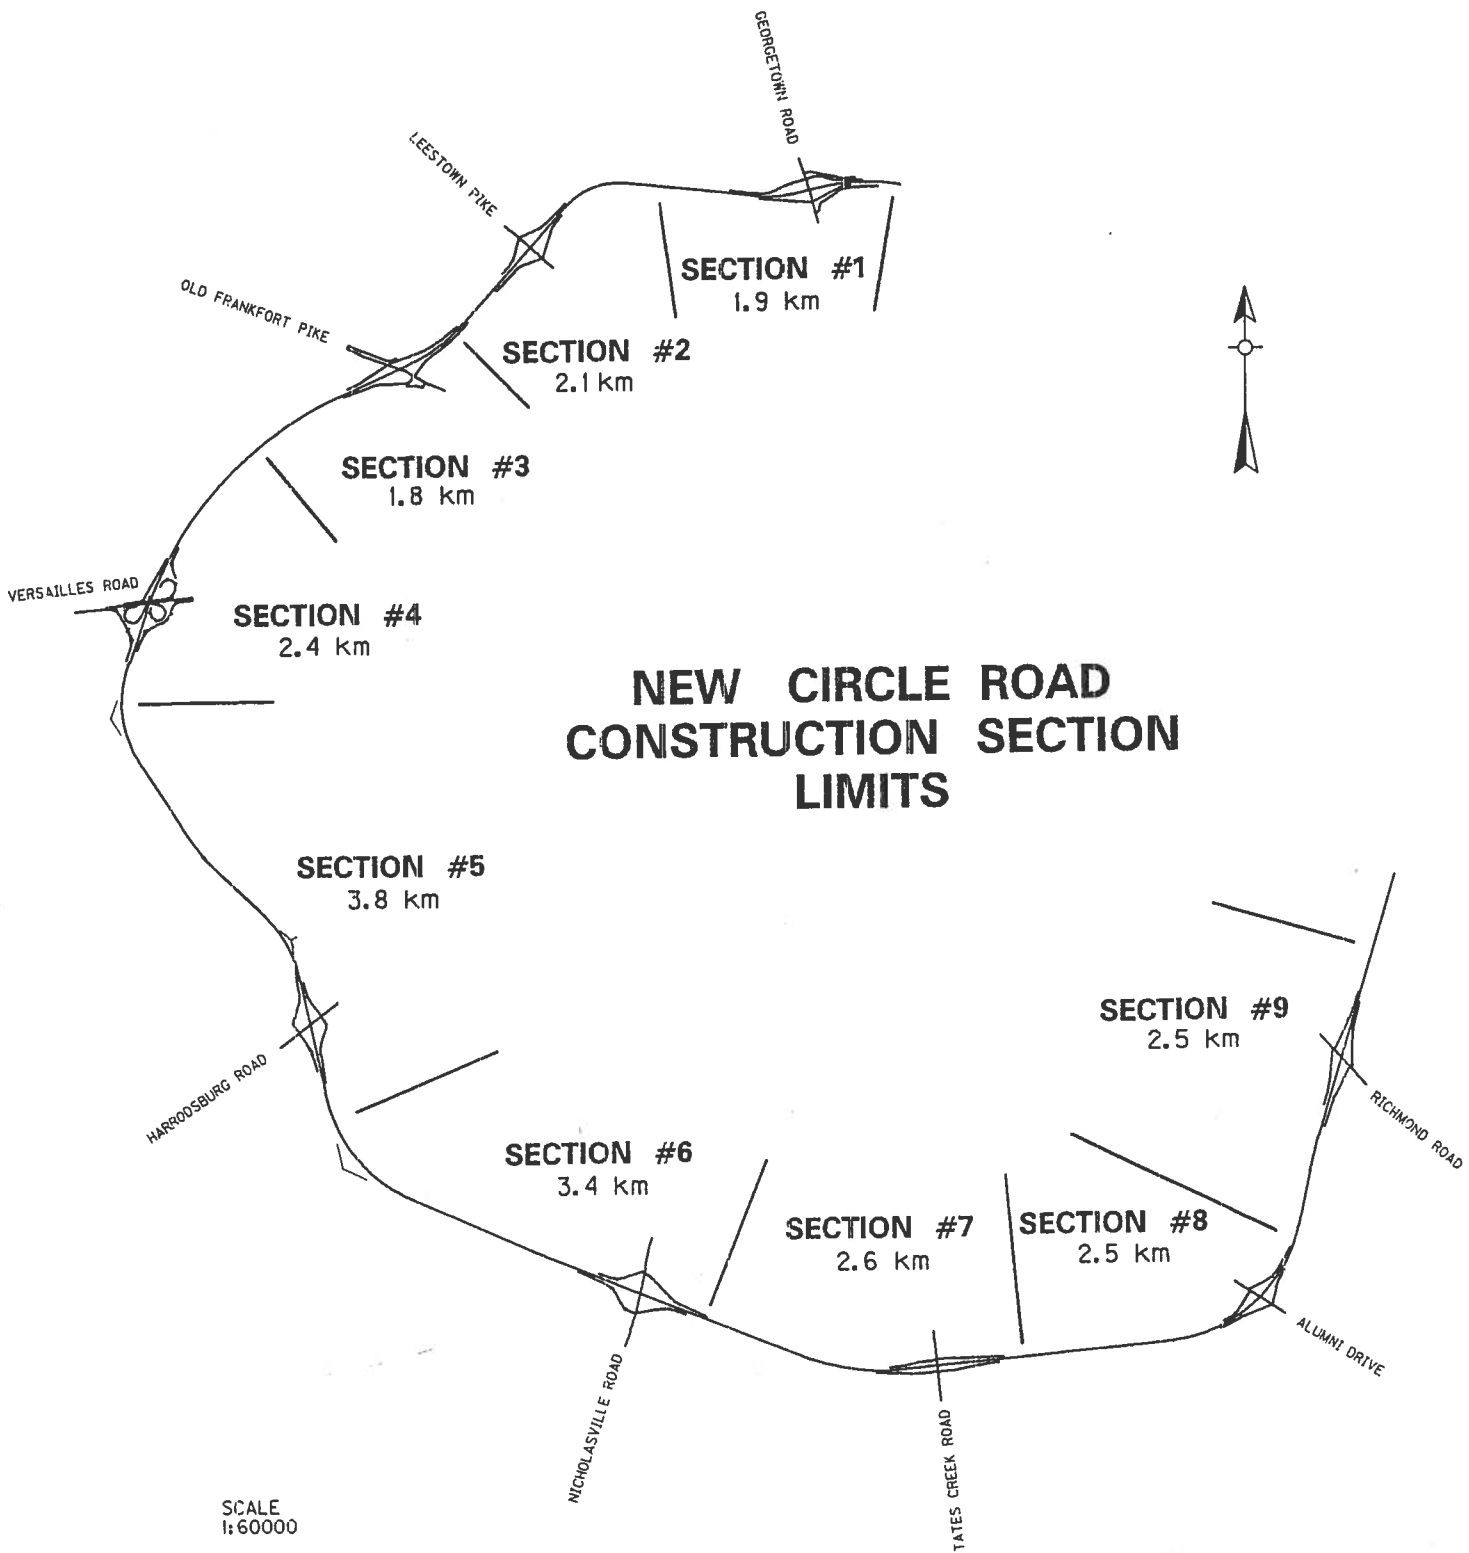 GEORGETOWN ROAD
LEESTOWN PIKE
SECTION #1
1.9 km
OLD FRANKFORT PIKE
SECTION #2
2.1 km
SECTION #3
1.8 km
VERSAILLES ROAD
SECTION #4
2.4 km
NEW CIRCLE ROAD
CONSTRUCTION SECTION
LIMITS
SECTION #5
3.8 km
SECTION #9
2.5 km
HARRODSBURG ROAD
RICHMOND ROAD
SECTION #6
3.4 km
SECTION #7
2.6 km
SECTION #8
2.5 km
ALUMNI DRIVE
NICHOLASVILLE ROAD
TATES CREEK ROAD
SCALE
1:60000